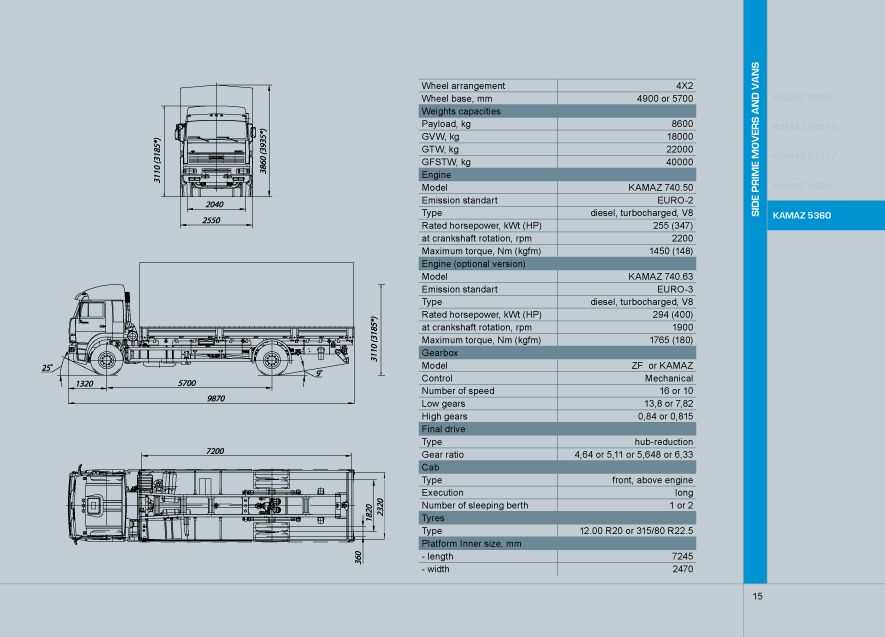 3110 (3185*)
3860 (3935*)
2040
2550
3110 (3185*)
25°
9°
1320
5700
9870
7200
1820
2320
360
Wheel arrangement 4X2
Wheel base, mm 4900 or 5700
Weights capacities
Payload, kg 8600
GVW, kg 18000
GTW, kg 22000
GFSTW, kg 40000
Engine
Model KAMAZ 740.50
Emission standart EURO-2
Type diesel, turbocharged, V8
Rated horsepower, kWt (HP) 255 (347)
at crankshaft rotation, rpm 2200
Maximum torque, Nm (kgfm) 1450 (148)
Engine (optional version)
Model KAMAZ 740.63
Emission standart EURO-3
Type diesel, turbocharged, V8
Rated horsepower, kWt (HP) 294 (400)
at crankshaft rotation, rpm 1900
Maximum torque, Nm (kgfm) 1765 (180)
Gearbox
Model ZF or KAMAZ
Control Mechanical
Number of speed 16 or 10
Low gears 13,8 or 7,82
High gears 0,84 or 0,815
Final drive
Type hub-reduction
Gear ratio 4,64 or 5,11 or 5,648 or 6,33
Cab
Type front, above engine
Execution long
Number of sleeping berth 1 or 2
Tyres
Type 12.00 R20 or 315/80 R22.5
Platform Inner size, mm
- length 7245
- width 2470
SIDE PRIME MOVERS AND VANS
KAMAZ 4308
KAMAZ 53215
KAMAZ 65117
KAMAZ 5308
KAMAZ 5360
15